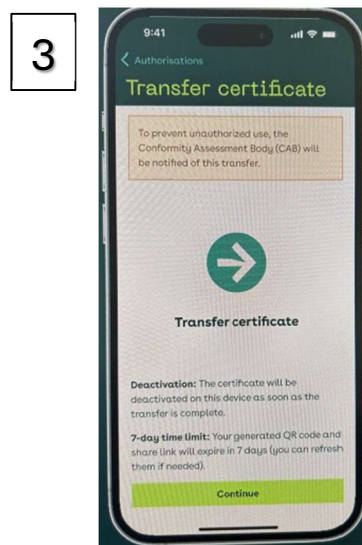 3
9:41
Authorisations
Transfer certificate
To prevent unauthorized use, the
Conformity Assessment Body (CAB) will
be notified of this transfer.
Transfer certificate
Deactivation: The certificate will be
deactivated on this device as soon as the
transfer is complete.
7-day time limit: Your generated QR code and
share link will expire in 7 days (you can refresh
them if needed).
Continue